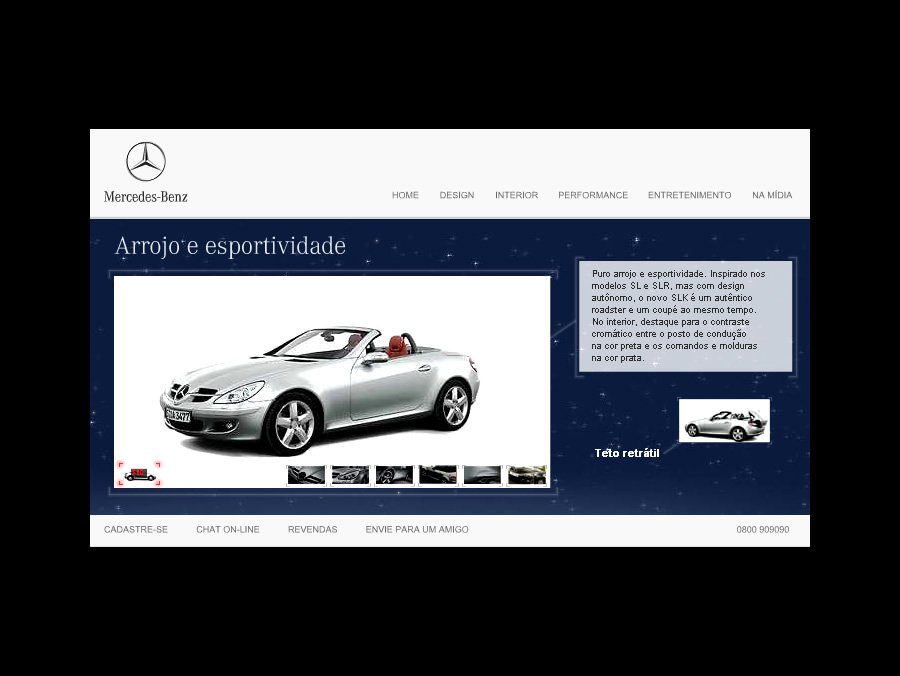 Mercedes-Benz
HOME DESIGN INTERIOR PERFORMANCE ENTRETENIMENTO NA MÍDIA
Arrojo e esportividade
Puro arrojo e esportividade. Inspirado nos
modelos SL e SLR, mas com design
autônomo, o novo SLK é um autêntico
roadster e um coupé ao mesmo tempo.
No interior, destaque para o contraste
cromático entre o posto de condução
na cor preta e os comandos e molduras
na cor prata.
Teto retrátil
CADASTRE-SE CHAT ON-LINE REVENDAS ENVIE PARA UM AMIGO 0800 909090